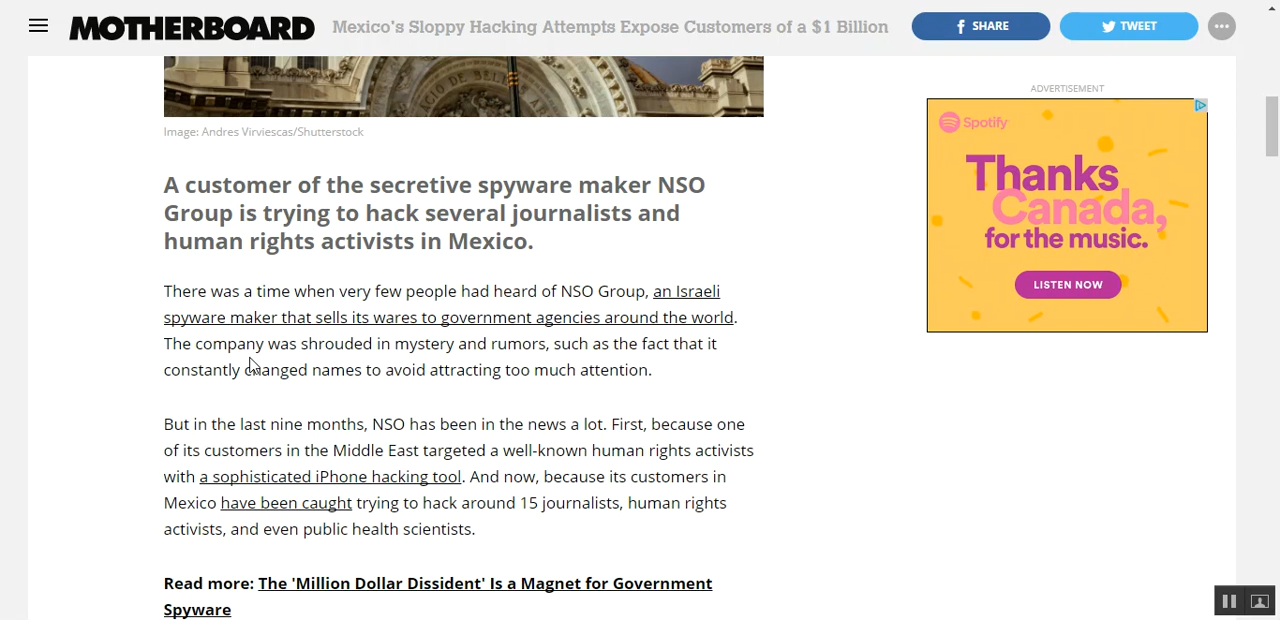 MOTHERBOARD
Mexico's Sloppy Hacking Attempts Expose Customers of a $1 Billion
SHARE
TWEET
ADVERTISEMENT
Spotify
Thanks
Canada,
for the music.
LISTEN NOW
Image: Andres Virviescas/Shutterstock
A customer of the secretive spyware maker NSO
Group is trying to hack several journalists and
human rights activists in Mexico.
There was a time when very few people had heard of NSO Group, an Israeli
spyware maker that sells its wares to government agencies around the world.
The company was shrouded in mystery and rumors, such as the fact that it
constantly changed names to avoid attracting too much attention.
But in the last nine months, NSO has been in the news a lot. First, because one
of its customers in the Middle East targeted a well-known human rights activists
with a sophisticated iPhone hacking tool. And now, because its customers in
Mexico have been caught trying to hack around 15 journalists, human rights
activists, and even public health scientists.
Read more: The 'Million Dollar Dissident' Is a Magnet for Government
Spyware